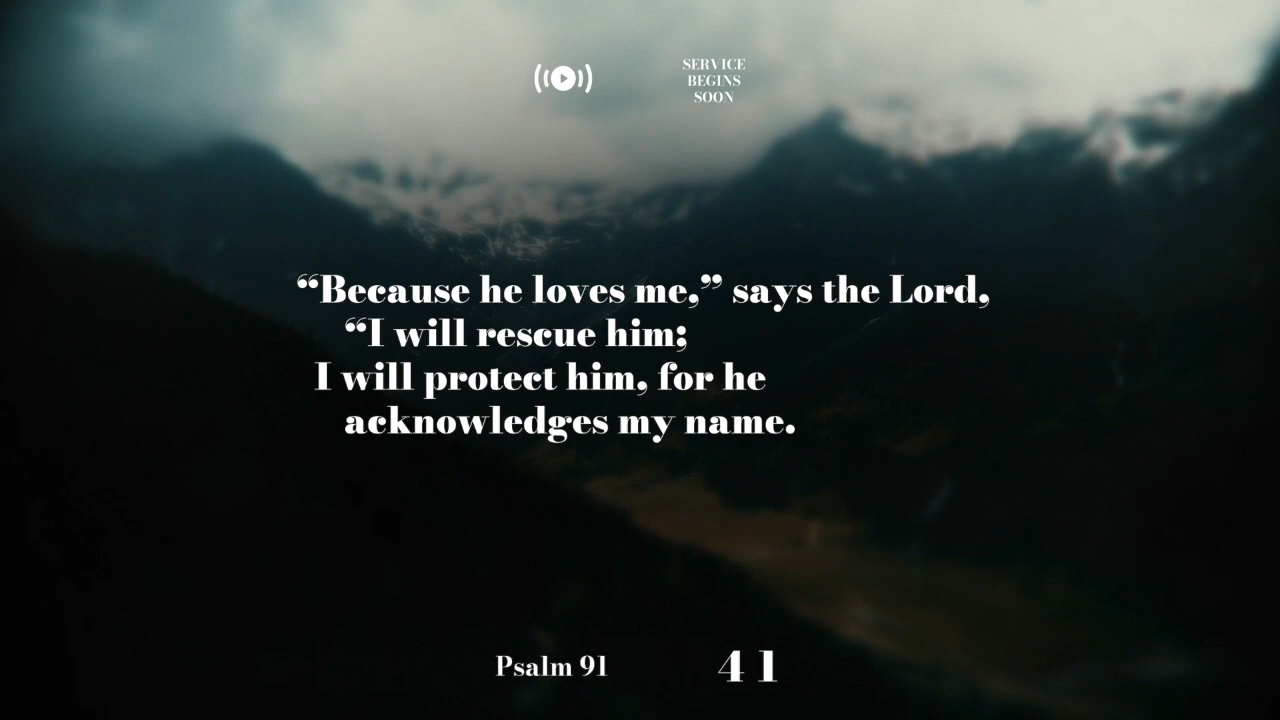 SERVICE
BEGINS
SOON
“Because he loves me,” says the Lord,
“I will rescue him;
I will protect him, for he
acknowledges my name.
Psalm 91
41